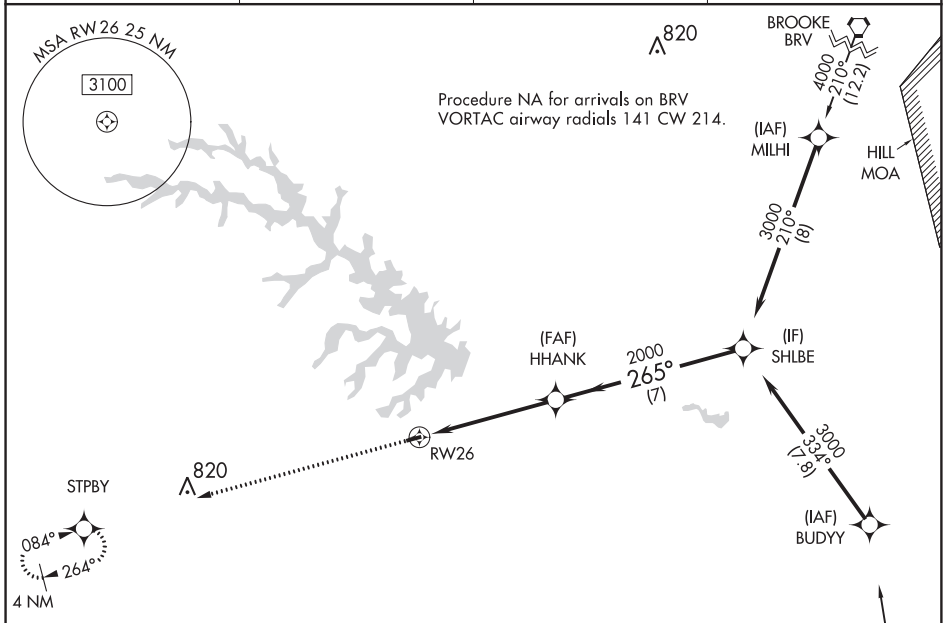 MSA RW26 25 NM
3100
820
BROOKE
BRV
4000
210°
(12.2)
Procedure NA for arrivals on BRV
VORTAC airway radials 141 CW 214.
(IAF)
MILHI
HILL
MOA
3000
210°
(8)
(FAF)
HHANK
2000
265°
(7)
(IF)
SHLBE
RW26
3000
334°
(7.8)
820
STPBY
(IAF)
BUDYY
084°
264°
4 NM